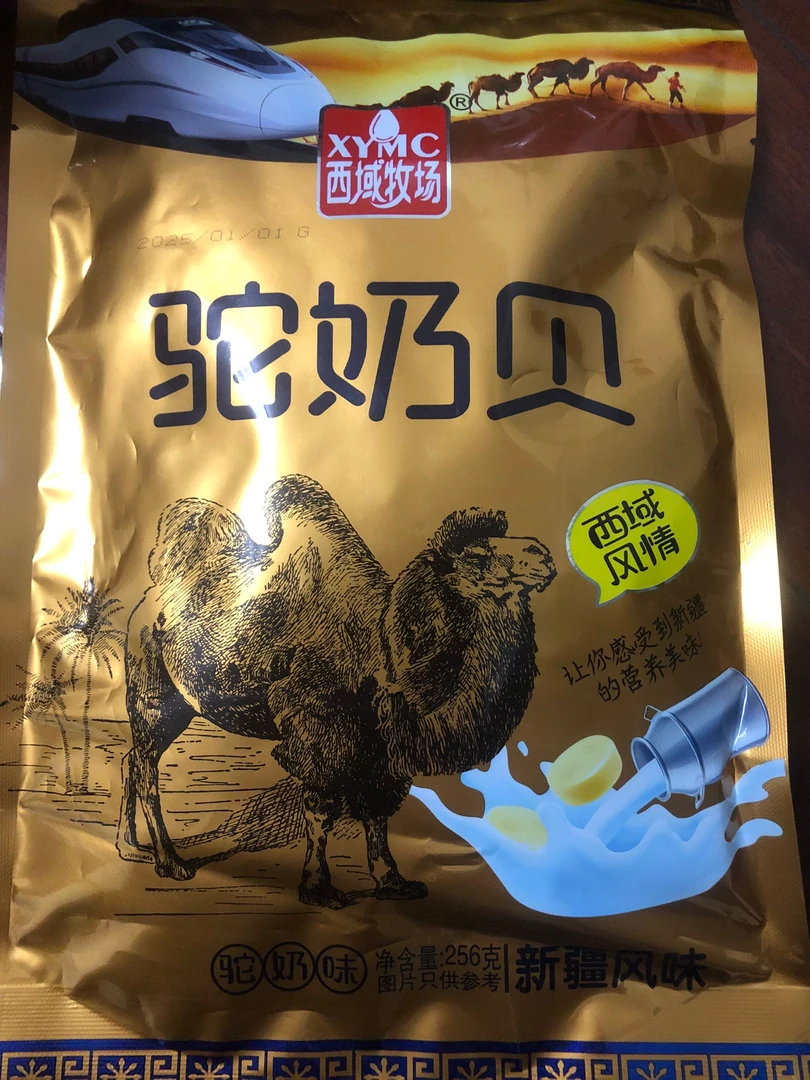 ®
XYMC
西域牧场
2025/01/01 G
驼奶贝
西域
风情
让你感受到新疆
的营养美味!
驼奶味
净含量:256克
图片只供参考
新疆风味